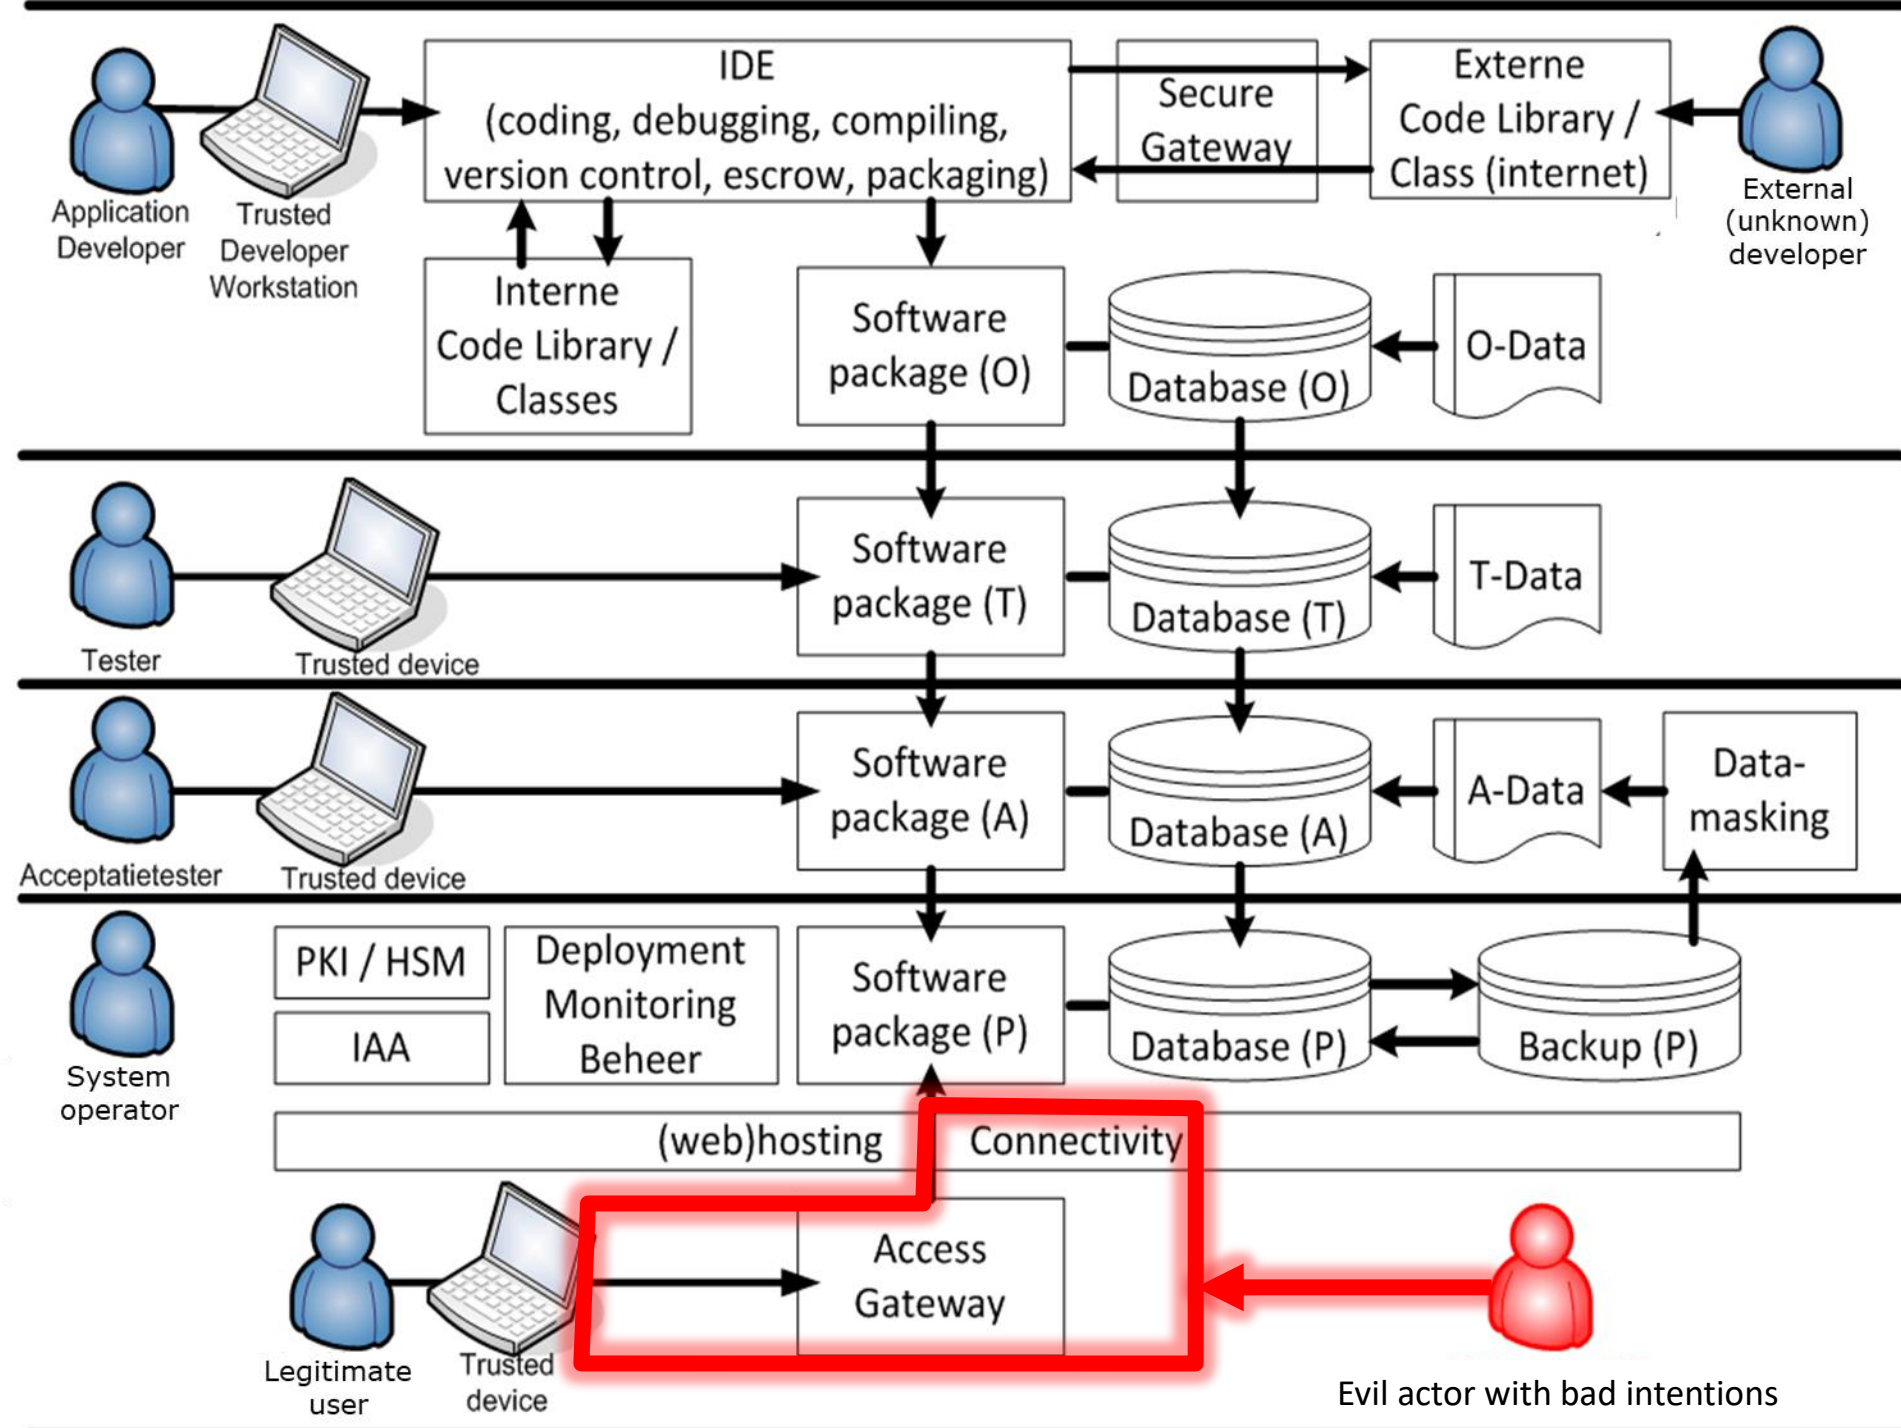 IDE
(coding, debugging, compiling,
version control, escrow, packaging)
Secure
Gateway
Externe
Code Library /
Class (internet)
Application
Developer
Trusted
Developer
Workstation
External
(unknown)
developer
Interne
Code Library /
Classes
Software
package (O)
Database (O)
O-Data
Software
package (T)
Database (T)
T-Data
Tester
Trusted device
Software
package (A)
Database (A)
A-Data
Data-
masking
Acceptatietester
Trusted device
PKI / HSM
IAA
Deployment
Monitoring
Beheer
Software
package (P)
Database (P)
Backup (P)
System
operator
(web)hosting
Connectivity
Access
Gateway
Legitimate
user
Trusted
device
Evil actor with bad intentions